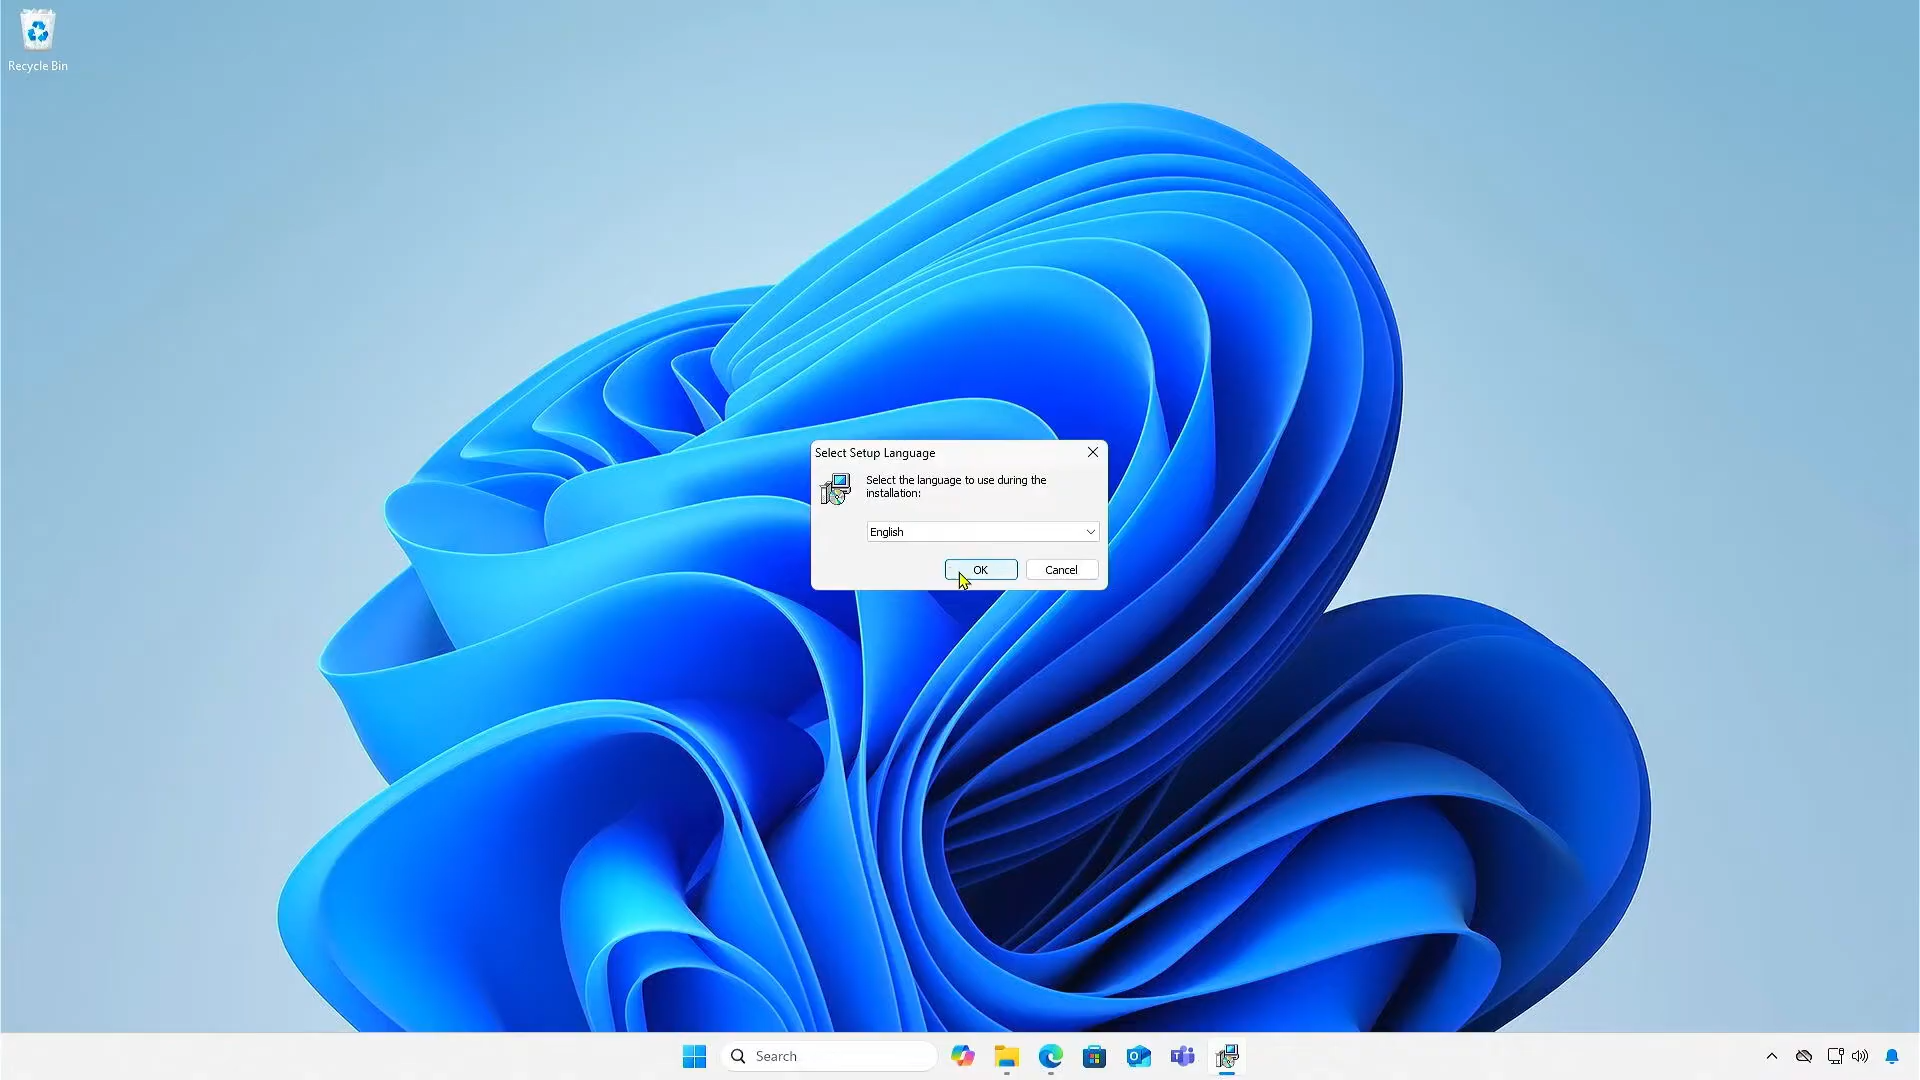 Recycle Bin
Select Setup Language
Select the language to use during the
installation:
English
OK
Cancel
Search